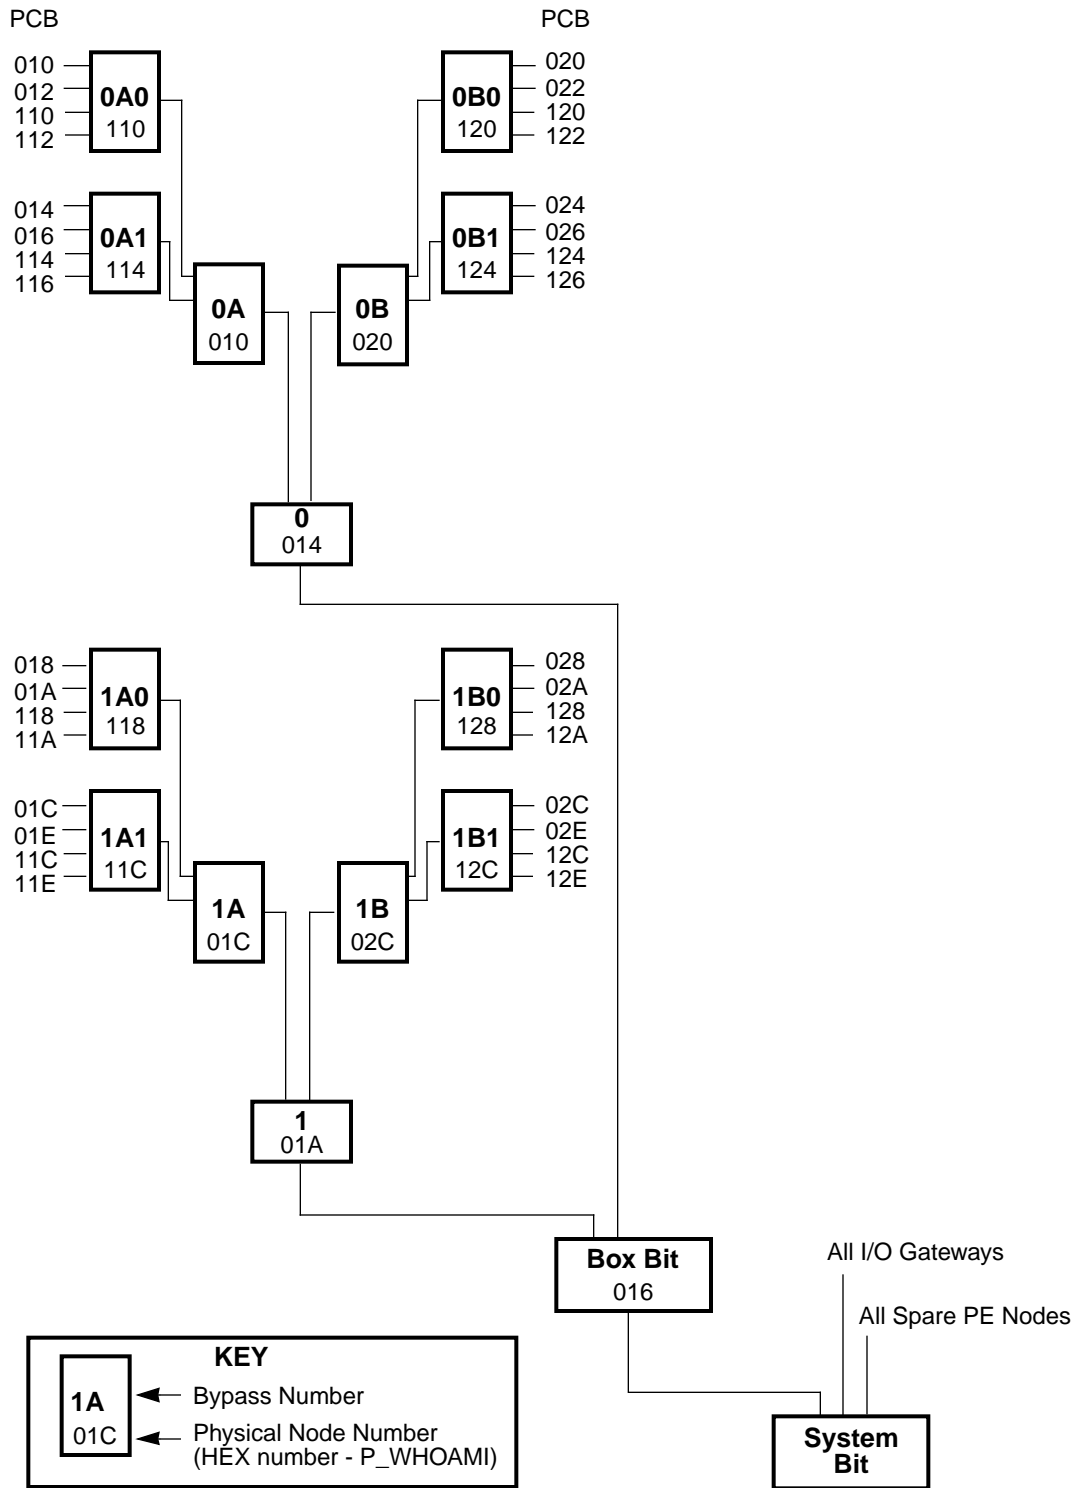 PCB
PCB
010
012
110
112
0A0
110
0B0
120
020
022
120
122
014
016
114
116
0A1
114
0B1
124
024
026
124
126
0A
010
0B
020
0
014
018
01A
118
11A
1A0
118
1B0
128
028
02A
128
12A
01C
01E
11C
11E
1A1
11C
1B1
12C
02C
02E
12C
12E
1A
01C
1B
02C
1
01A
Box Bit
016
All I/O Gateways
All Spare PE Nodes
System
Bit
KEY
1A
01C
Bypass Number
Physical Node Number
(HEX number - P_WHOAMI)